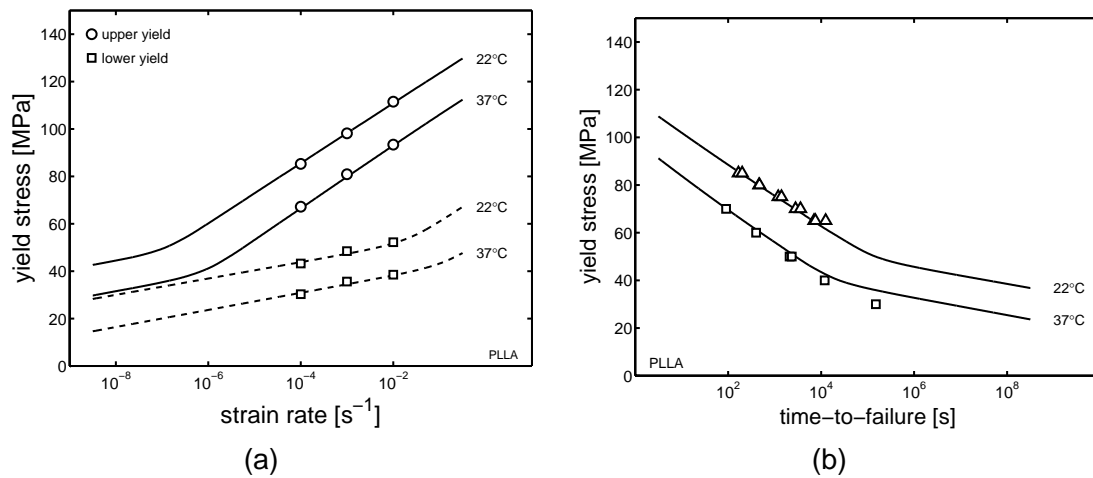 140
120
100
80
60
40
20
0
yield stress [MPa]
upper yield
lower yield
22°C
37°C
22°C
37°C
PLLA
10⁻⁸
10⁻⁶
10⁻⁴
10⁻²
strain rate [s⁻¹]
(a)
140
120
100
80
60
40
20
0
yield stress [MPa]
22°C
37°C
PLLA
10²
10⁴
10⁶
10⁸
time-to-failure [s]
(b)